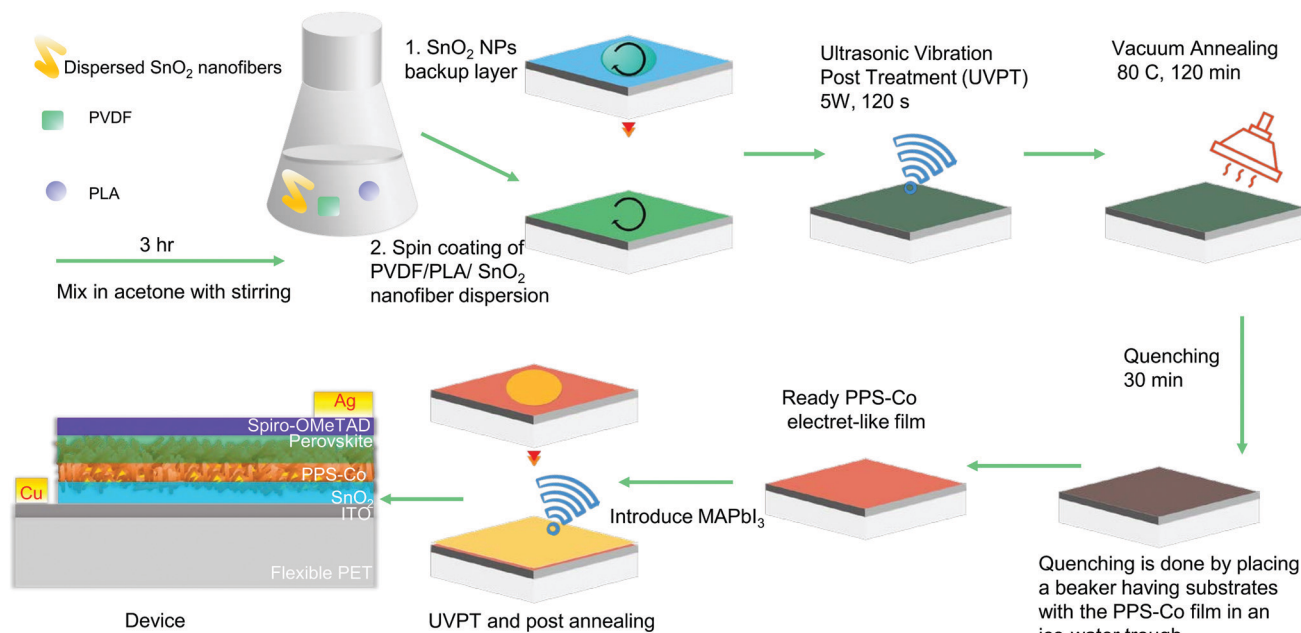 Dispersed SnO2 nanofibers
PVDF
PLA
3 hr
Mix in acetone with stirring
1. SnO2 NPs
backup layer
2. Spin coating of
PVDF/PLA/ SnO2
nanofiber dispersion
Ultrasonic Vibration
Post Treatment (UVPT)
5W, 120 s
Vacuum Annealing
80 C, 120 min
Quenching
30 min
Quenching is done by placing
a beaker having substrates
with the PPS-Co film in an
Ready PPS-Co
electret-like film
Introduce MAPbI3
UVPT and post annealing
Ag
Spiro-OMeTAD
Perovskite
PPS-Co
Cu
SnO2
ITO
Flexible PET
Device